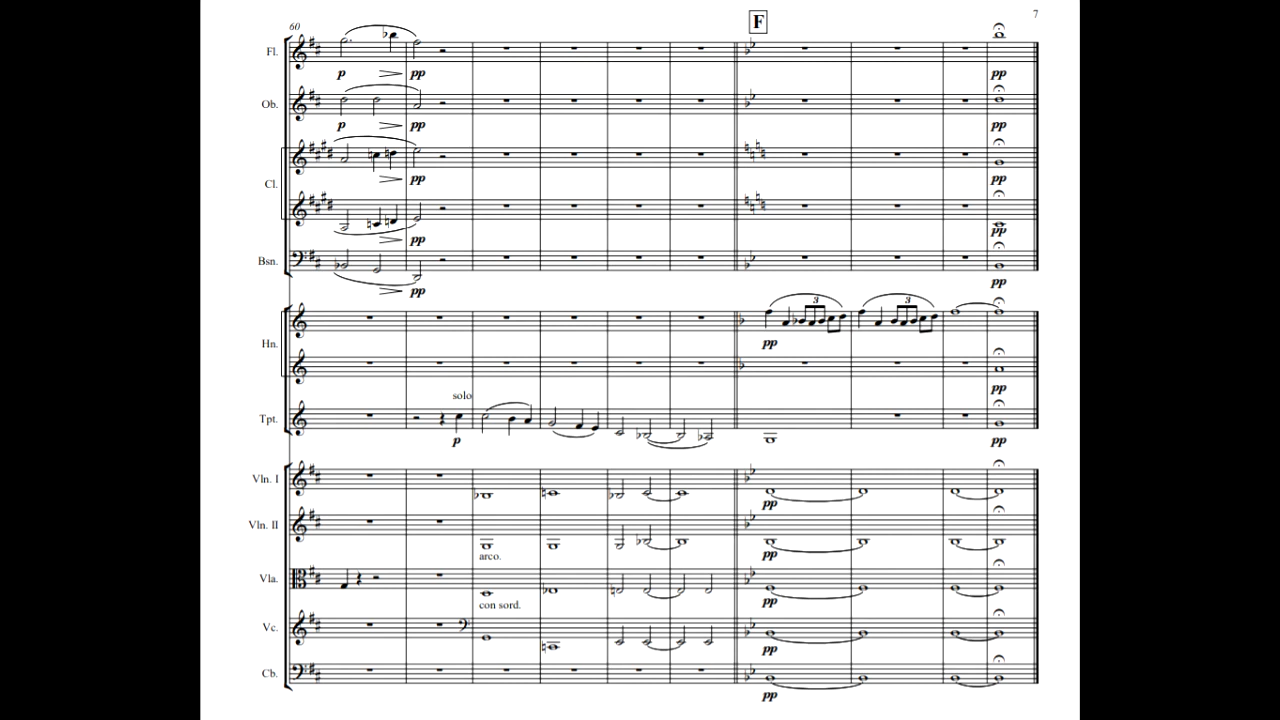 60
F
7
Fl.
p
pp
Ob.
p
pp
pp
pp
Cl.
pp
pp
pp
pp
Bsn.
pp
pp
3
3
Hn.
pp
pp
solo
Tpt.
p
pp
Vln. I
pp
Vln. II
pp
arco.
Vla.
pp
con sord.
Vc.
pp
Cb.
pp